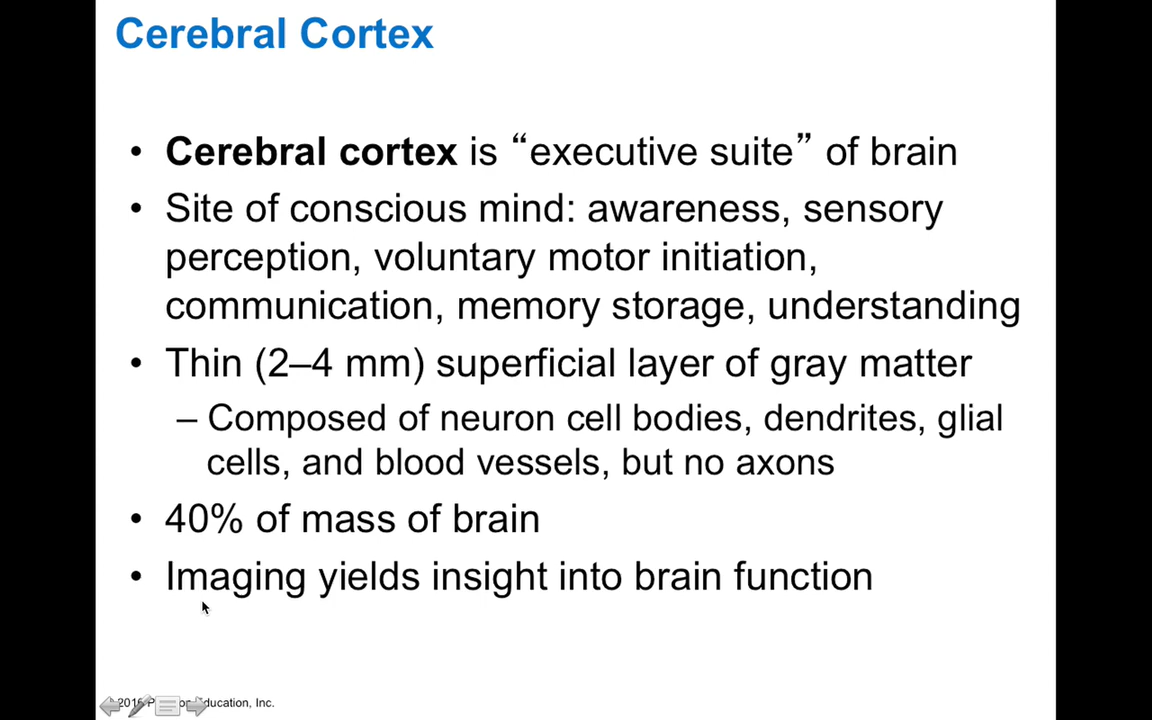 Cerebral Cortex
• Cerebral cortex is “executive suite” of brain
• Site of conscious mind: awareness, sensory
perception, voluntary motor initiation,
communication, memory storage, understanding
• Thin (2–4 mm) superficial layer of gray matter
– Composed of neuron cell bodies, dendrites, glial
cells, and blood vessels, but no axons
• 40% of mass of brain
• Imaging yields insight into brain function
Inc.